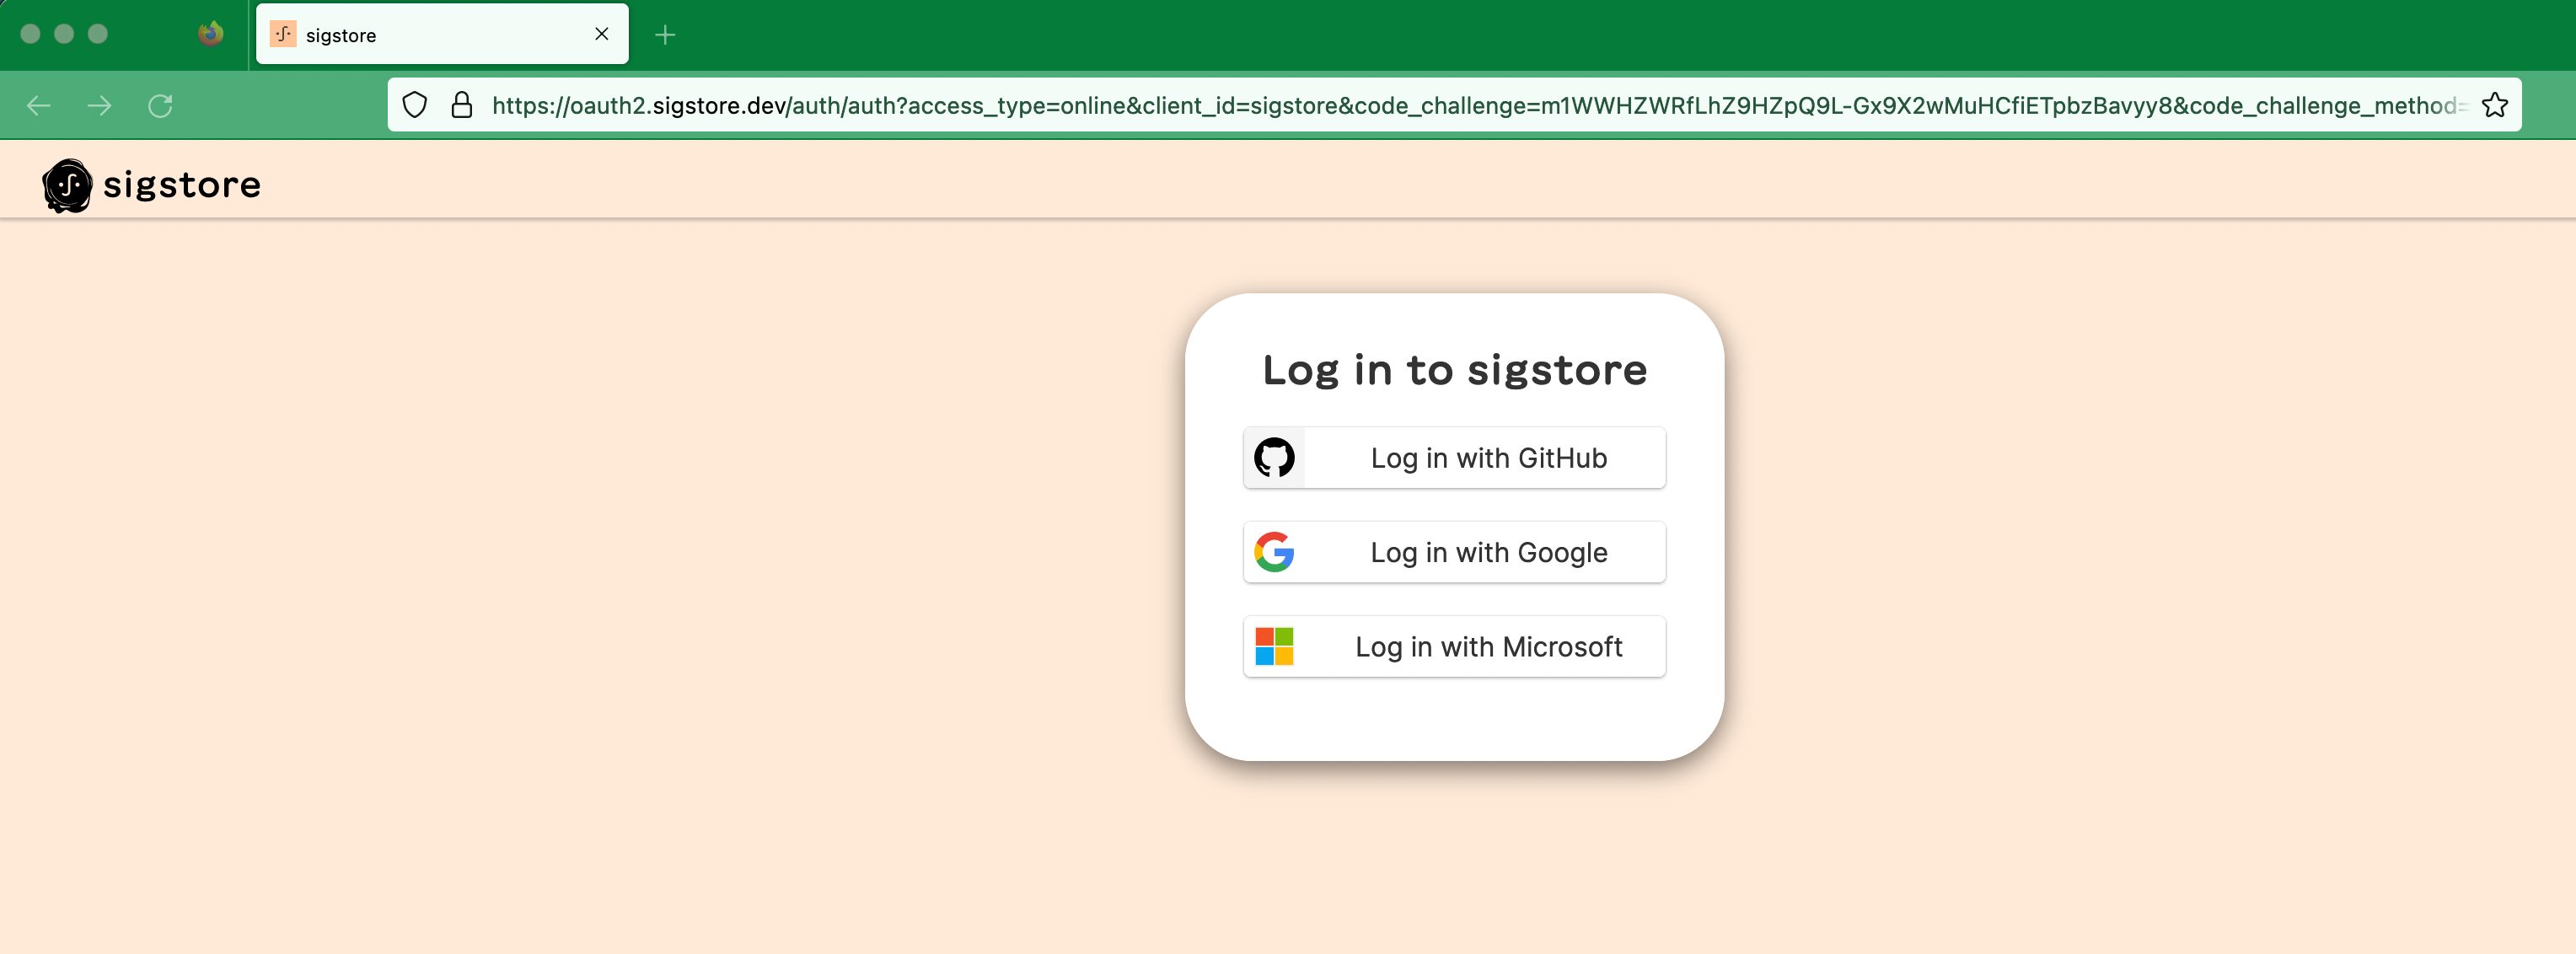 sigstore
https://oauth2.sigstore.dev/auth/auth?access_type=online&client_id=sigstore&code_challenge=m1WWHZWRfLhZ9HZpQ9L-Gx9X2wMuHCfiETpbzBavyy8&code_challenge_method=
sigstore
Log in to sigstore
Log in with GitHub
Log in with Google
Log in with Microsoft